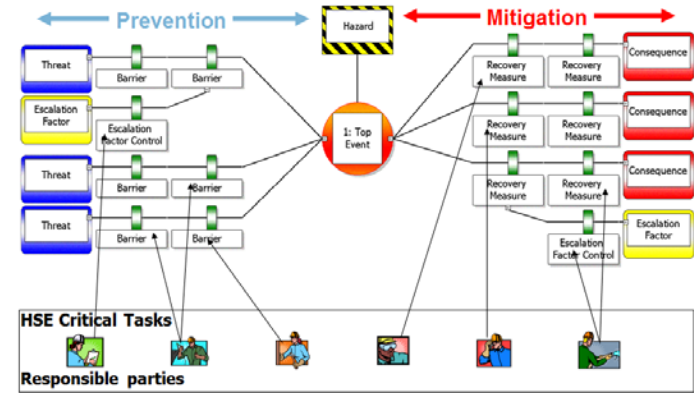 Prevention
Hazard
Mitigation
Threat
Barrier
Barrier
Recovery
Measure
Recovery
Measure
Consequence
Escalation
Factor
Escalation
Factor Control
1: Top
Event
Recovery
Measure
Recovery
Measure
Consequence
Threat
Barrier
Barrier
Recovery
Measure
Recovery
Measure
Consequence
Threat
Barrier
Barrier
Escalation
Factor Control
Escalation
Factor
HSE Critical Tasks
Responsible parties